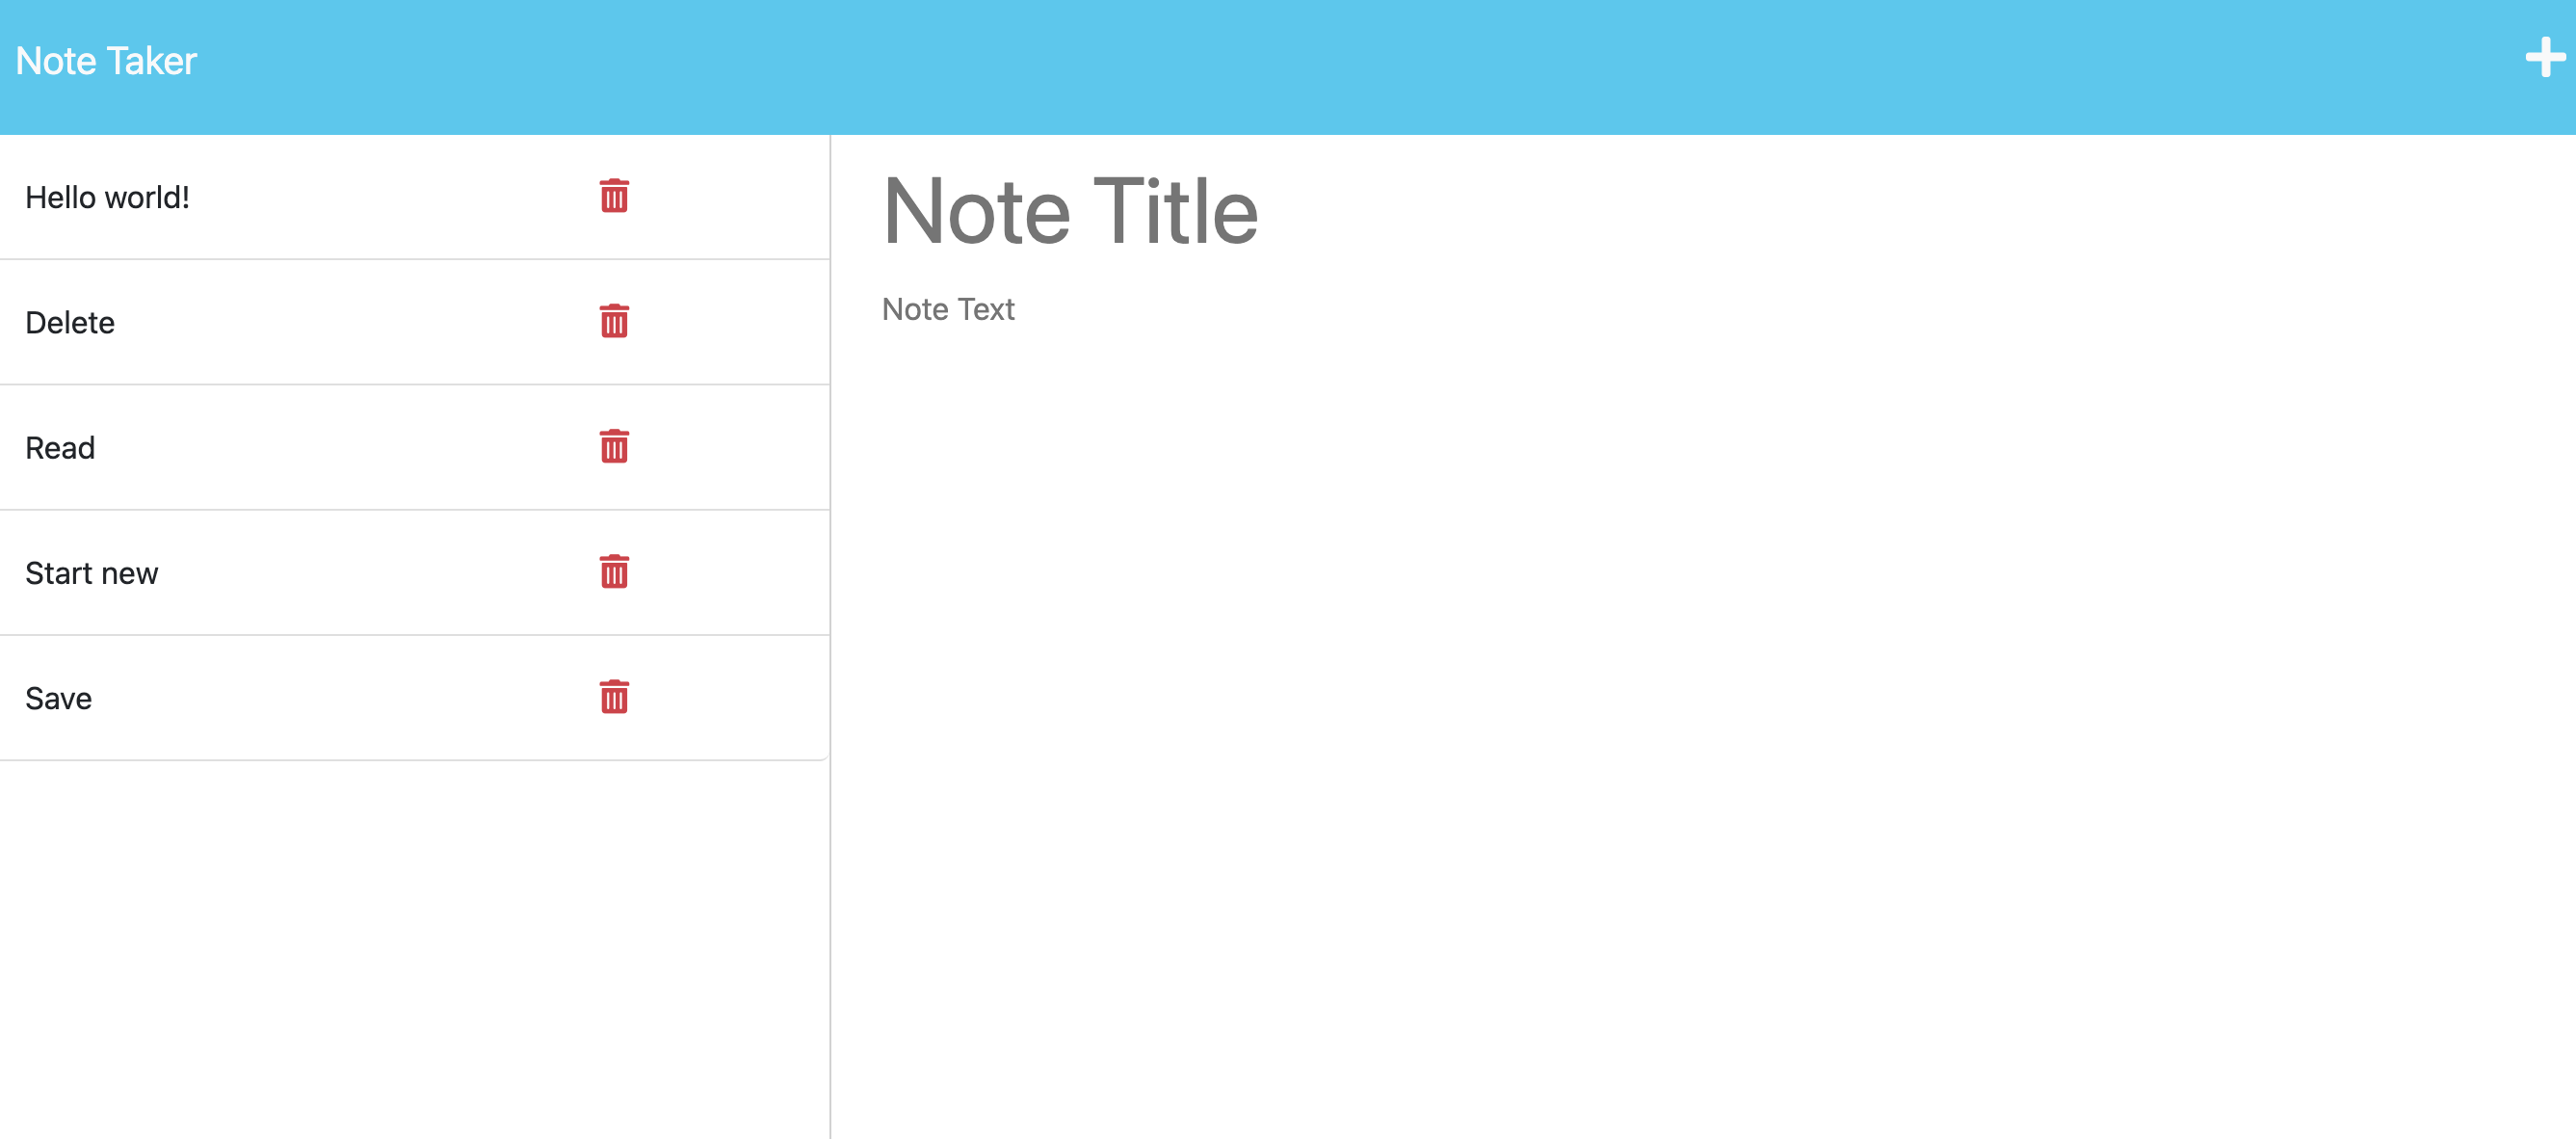 Note Taker
Hello world!
Delete
Read
Start new
Save
Note Title
Note Text